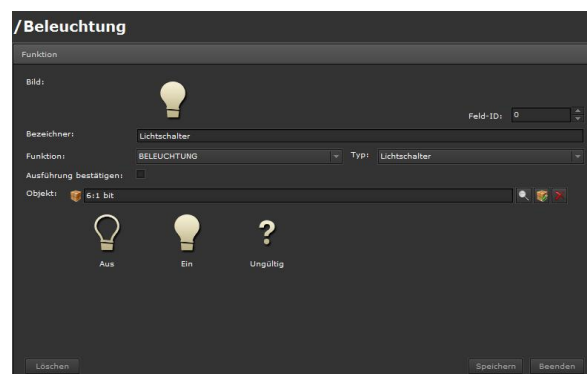 /Beleuchtung
Funktion
Bild:
Feld-ID: 0
Bezeichner: Lichtschalter
Funktion: BELEUCHTUNG Typ: Lichtschalter
Ausführung bestätigen:
Objekt: 6:1 bit
?
Aus Ein Ungültig
Löschen Speichern Beenden